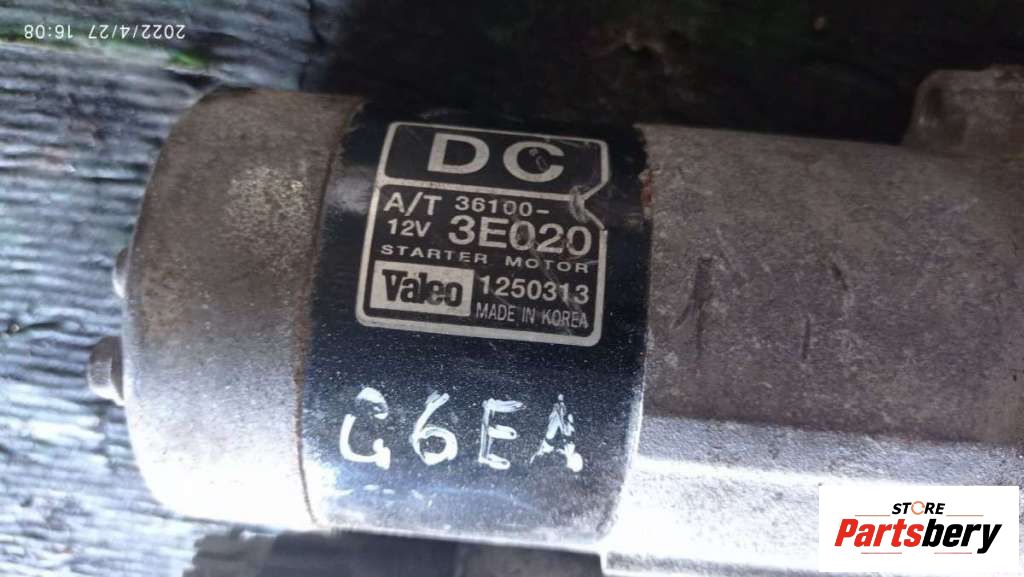 2022/4/27 16:08
DC
A/T 36100-
12V 3E020
STARTER MOTOR
Valeo 1250313
MADE IN KOREA
G6EA
STORE
Partsbery